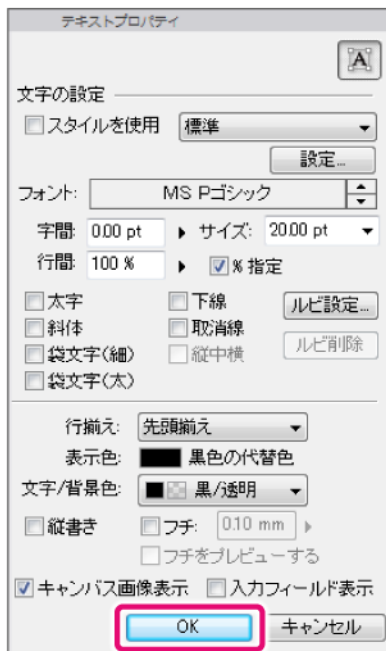 テキストプロパティ
A
文字の設定
スタイルを使用 標準
設定...
フォント: MS Pゴシック
字間: 0.00 pt サイズ: 20.00 pt
行間: 100 % % 指定
太字 下線 ルビ設定...
斜体 取消線
袋文字(細) 縦中横 ルビ削除
袋文字(太)
行揃え: 先頭揃え
表示色: 黒色の代替色
文字/背景色: 黒/透明
縦書き フチ: 0.10 mm
フチをプレビューする
キャンバス画像表示 入力フィールド表示
OK キャンセル